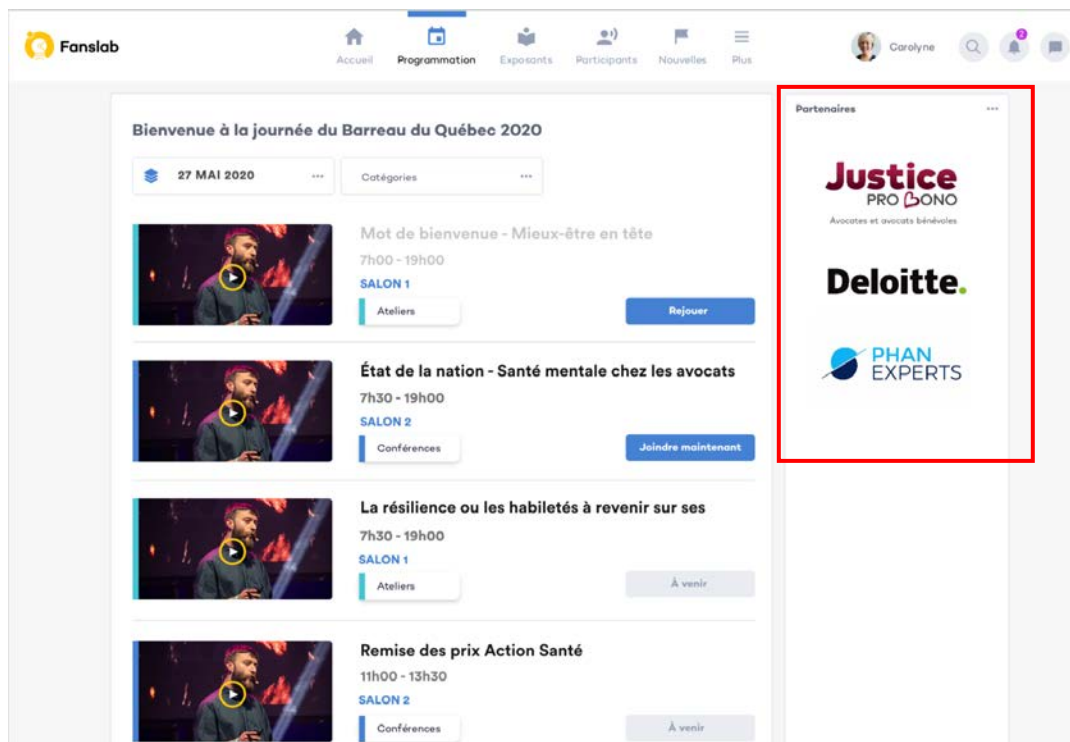 Fanslab
Accueil
Programmation
Exposants
Participants
Nouvelles
Plus
Carolyne
2
Bienvenue à la journée du Barreau du Québec 2020
27 MAI 2020
Catégories
Mot de bienvenue - Mieux-être en tête
7h00 - 19h00
SALON 1
Ateliers
Rejouer
État de la nation - Santé mentale chez les avocats
7h30 - 19h00
SALON 2
Conférences
Joindre maintenant
La résilience ou les habiletés à revenir sur ses
7h30 - 19h00
SALON 1
Ateliers
À venir
Remise des prix Action Santé
11h00 - 13h30
SALON 2
Conférences
À venir
Partenaires
Justice
PRO BONO
Avocates et avocats bénévoles
Deloitte.
PHAN
EXPERTS